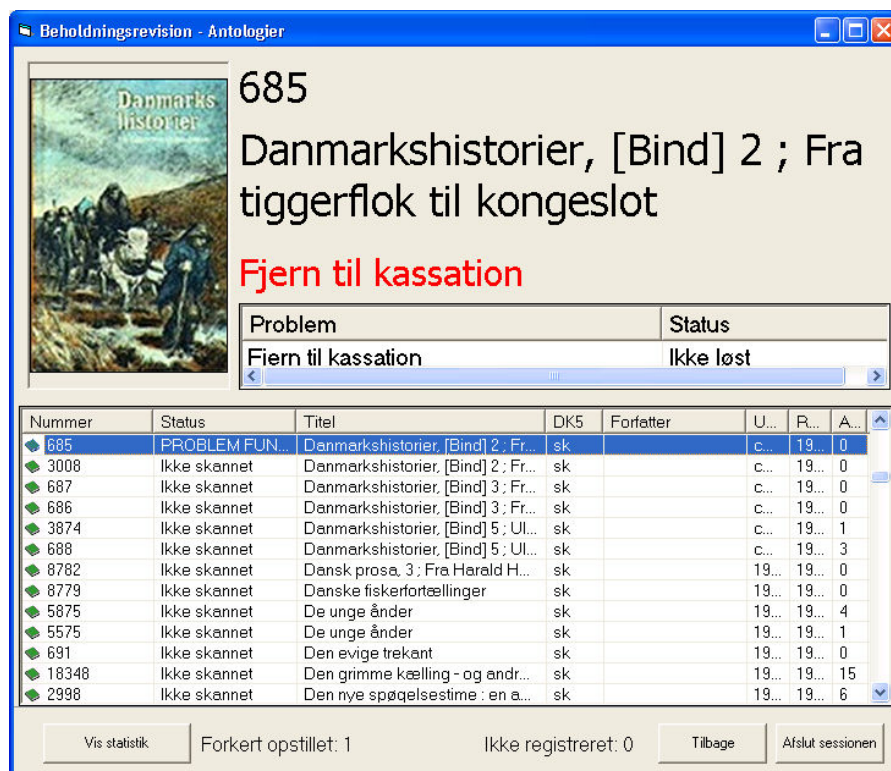 Beholdningsrevision - Antologier
Danmarks
Historier
685
Danmarkshistorier, [Bind] 2 ; Fra
tiggerflok til kongeslot
Fjern til kassation
Problem Status
Fjern til kassation Ikke løst
Nummer Status Titel DK5 Forfatter U... R... A...
685 PROBLEM FUN... Danmarkshistorier, [Bind] 2 ; Fr... sk c... 19... 0
3008 Ikke skannet Danmarkshistorier, [Bind] 2 ; Fr... sk c... 19... 0
687 Ikke skannet Danmarkshistorier, [Bind] 3 ; Fr... sk c... 19... 0
686 Ikke skannet Danmarkshistorier, [Bind] 3 ; Fr... sk c... 19... 0
3874 Ikke skannet Danmarkshistorier, [Bind] 5 ; Ul... sk c... 19... 1
688 Ikke skannet Danmarkshistorier, [Bind] 5 ; Ul... sk c... 19... 3
8782 Ikke skannet Dansk prosa, 3 ; Fra Harald H... sk 19... 19... 0
8779 Ikke skannet Danske fiskerfortællinger sk 19... 19... 0
5875 Ikke skannet De unge ånder sk 19... 19... 4
5575 Ikke skannet De unge ånder sk 19... 19... 1
691 Ikke skannet Den evige trekant sk 19... 19... 0
18348 Ikke skannet Den grimme kælling - og andr... sk 19... 19... 15
2998 Ikke skannet Den nye spøgelsestime : en a... sk 19... 19... 6
Vis statistik Forkert opstillet: 1 Ikke registreret: 0 Tilbage Afslut sessionen